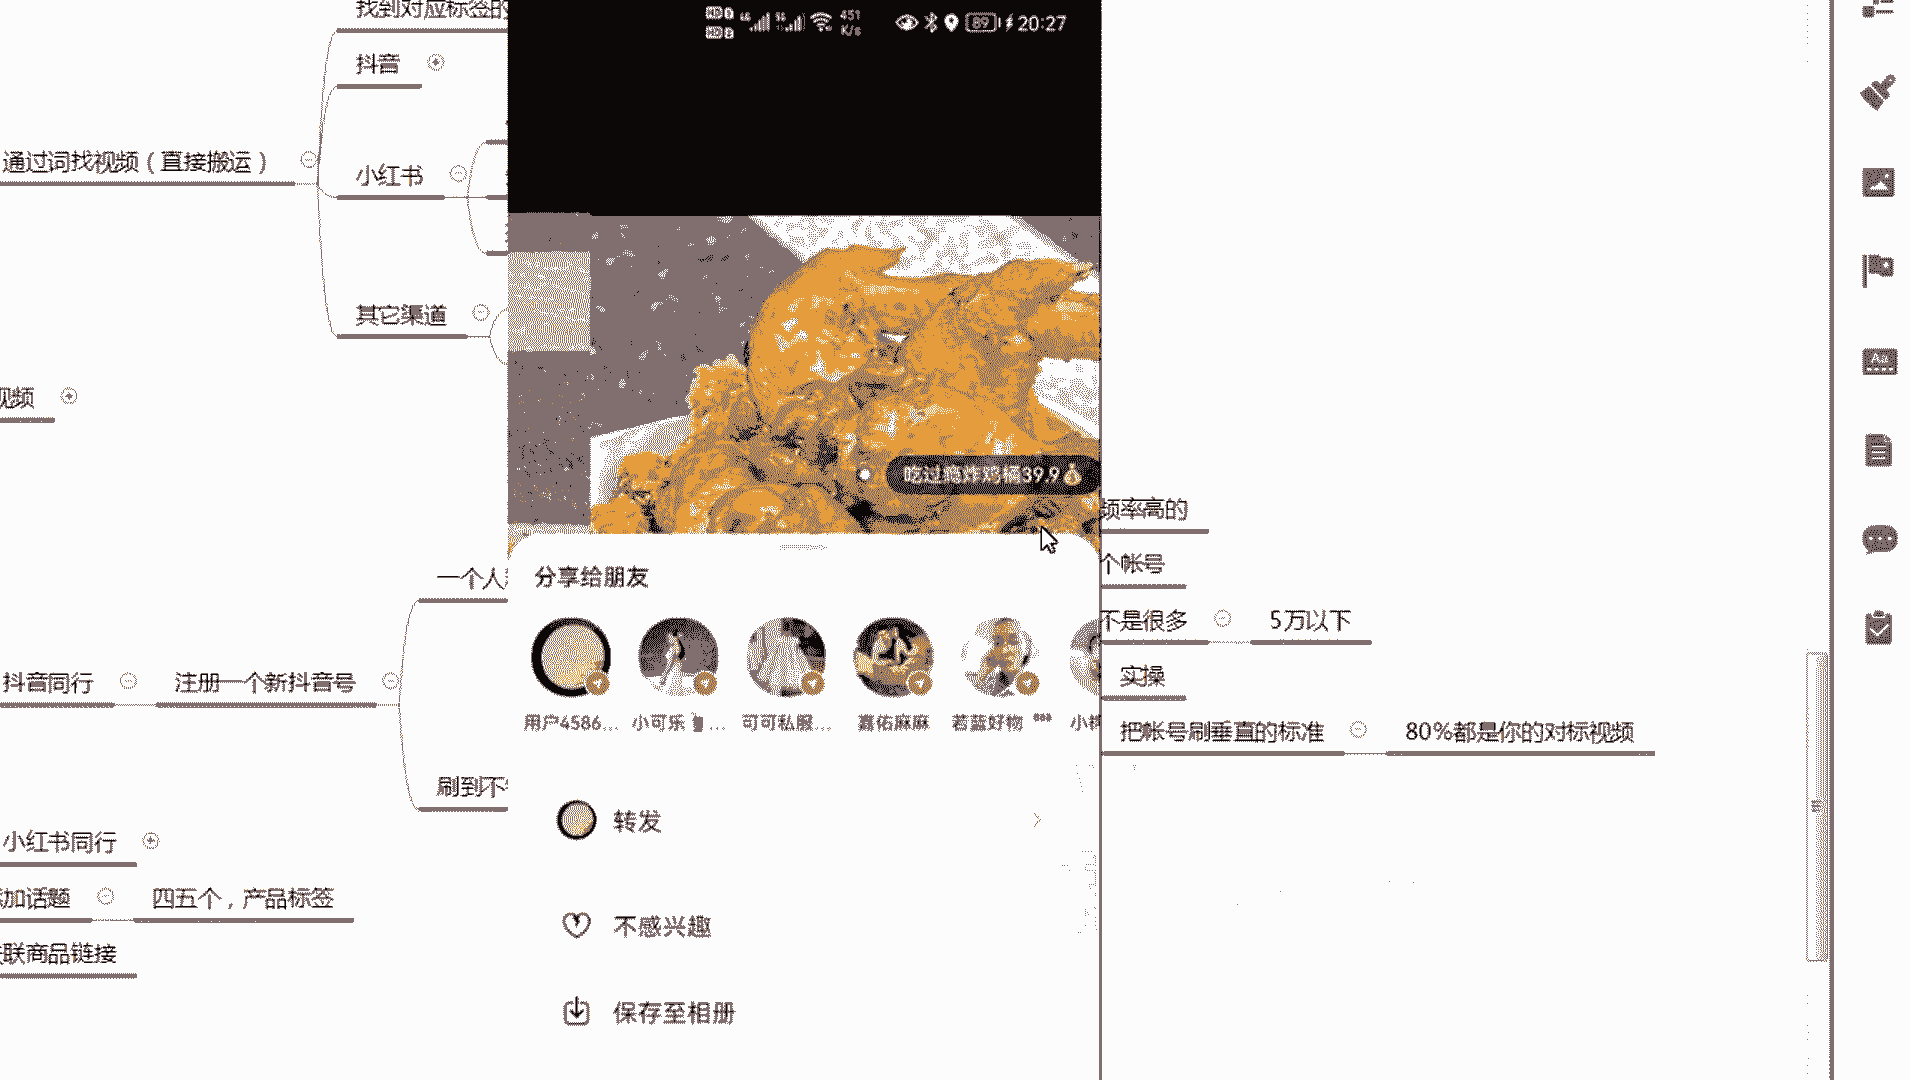 找到对应标签的
抖音
通过词找视频（直接搬运）
小红书
其它渠道
视频
一个人
抖音同行
注册一个新抖音号
刷到不
小红书同行
加话题
四五个，产品标签
联商品链接
451
K/s
89
20:27
吃过瘾炸鸡桶39.9
分享给朋友
用户4586...
小可乐
...
可可私服...
嘉佑麻麻
若蓝好物
小
转发
不感兴趣
保存至相册
频率高的
个帐号
不是很多
5万以下
实操
把帐号刷垂直的标准
80%都是你的对标视频
Aa